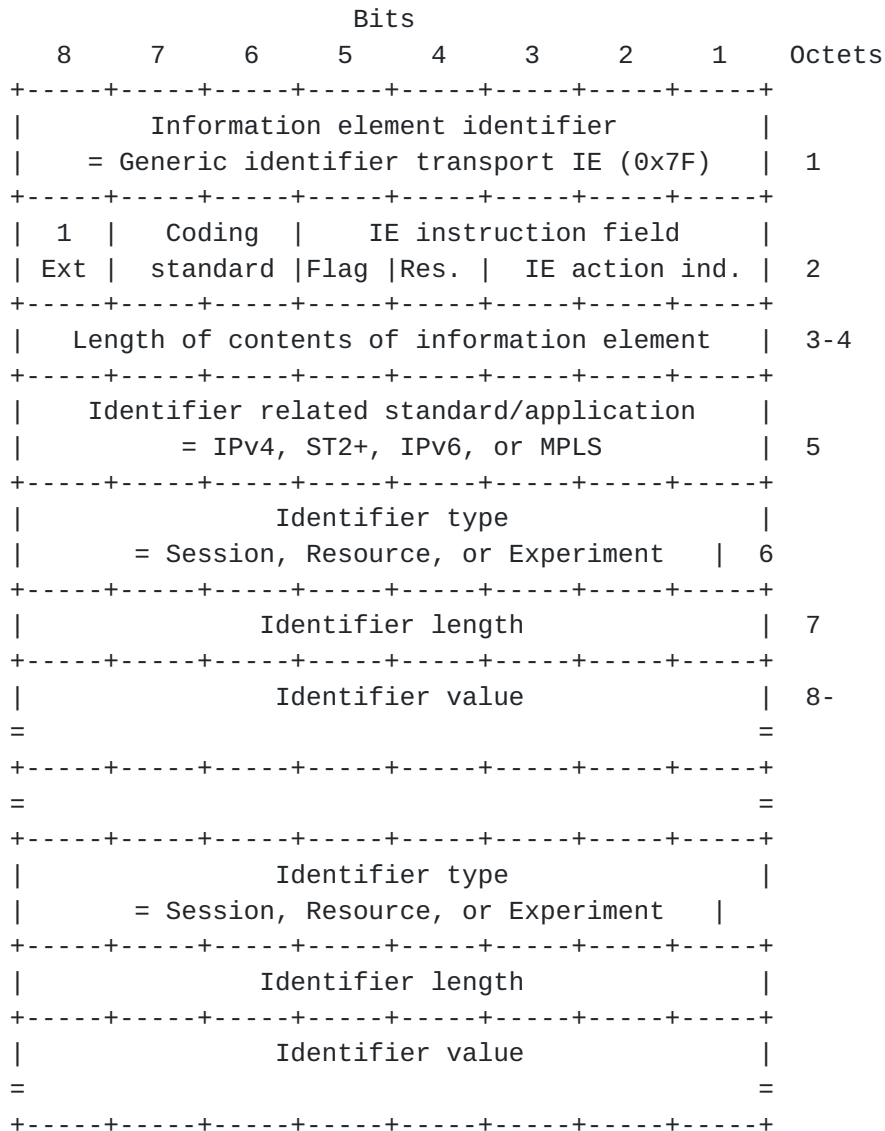 Bits
   8     7     6     5     4     3     2     1    Octets
+-----+-----+-----+-----+-----+-----+-----+-----+
|        Information element identifier         |
|    = Generic identifier transport IE (0x7F)   |  1
+-----+-----+-----+-----+-----+-----+-----+-----+
|  1  |   Coding  |    IE instruction field     |
| Ext |  standard |Flag |Res. |  IE action ind. |  2
+-----+-----+-----+-----+-----+-----+-----+-----+
|   Length of contents of information element   |  3-4
+-----+-----+-----+-----+-----+-----+-----+-----+
|    Identifier related standard/application    |
|          = IPv4, ST2+, IPv6, or MPLS          |  5
+-----+-----+-----+-----+-----+-----+-----+-----+
|                Identifier type                |
|       = Session, Resource, or Experiment   |  6
+-----+-----+-----+-----+-----+-----+-----+-----+
|               Identifier length               |  7
+-----+-----+-----+-----+-----+-----+-----+-----+
|                Identifier value               |  8-
=                                               =
+-----+-----+-----+-----+-----+-----+-----+-----+
=                                               =
+-----+-----+-----+-----+-----+-----+-----+-----+
|                Identifier type                |
|       = Session, Resource, or Experiment   |
+-----+-----+-----+-----+-----+-----+-----+-----+
|               Identifier length               |
+-----+-----+-----+-----+-----+-----+-----+-----+
|                Identifier value               |
=                                               =
+-----+-----+-----+-----+-----+-----+-----+-----+